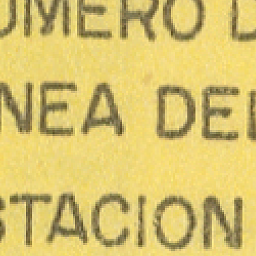 UMERO D
NEA DEL
STACION